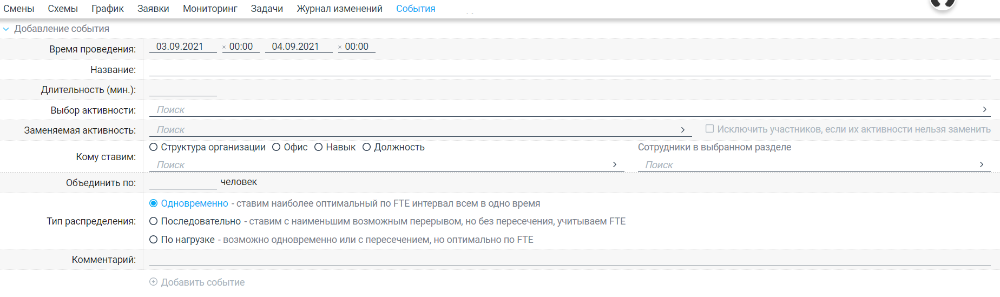 Смены Схемы График Заявки Мониторинг Задачи Журнал изменений События
Добавление события
Время проведения: 03.09.2021 × 00:00 04.09.2021 × 00:00
Название:
Длительность (мин.):
Выбор активности: Поиск
Заменяемая активность: Поиск Исключить участников, если их активности нельзя заменить
Кому ставим: Структура организации Офис Навык Должность Сотрудники в выбранном разделе
Поиск Поиск
Объединить по: человек
Тип распределения: Одновременно - ставим наиболее оптимальный по FTE интервал всем в одно время
Последовательно - ставим с наименьшим возможным перерывом, но без пересечения, учитываем FTE
По нагрузке - возможно одновременно или с пересечением, но оптимально по FTE
Комментарий:
Добавить событие